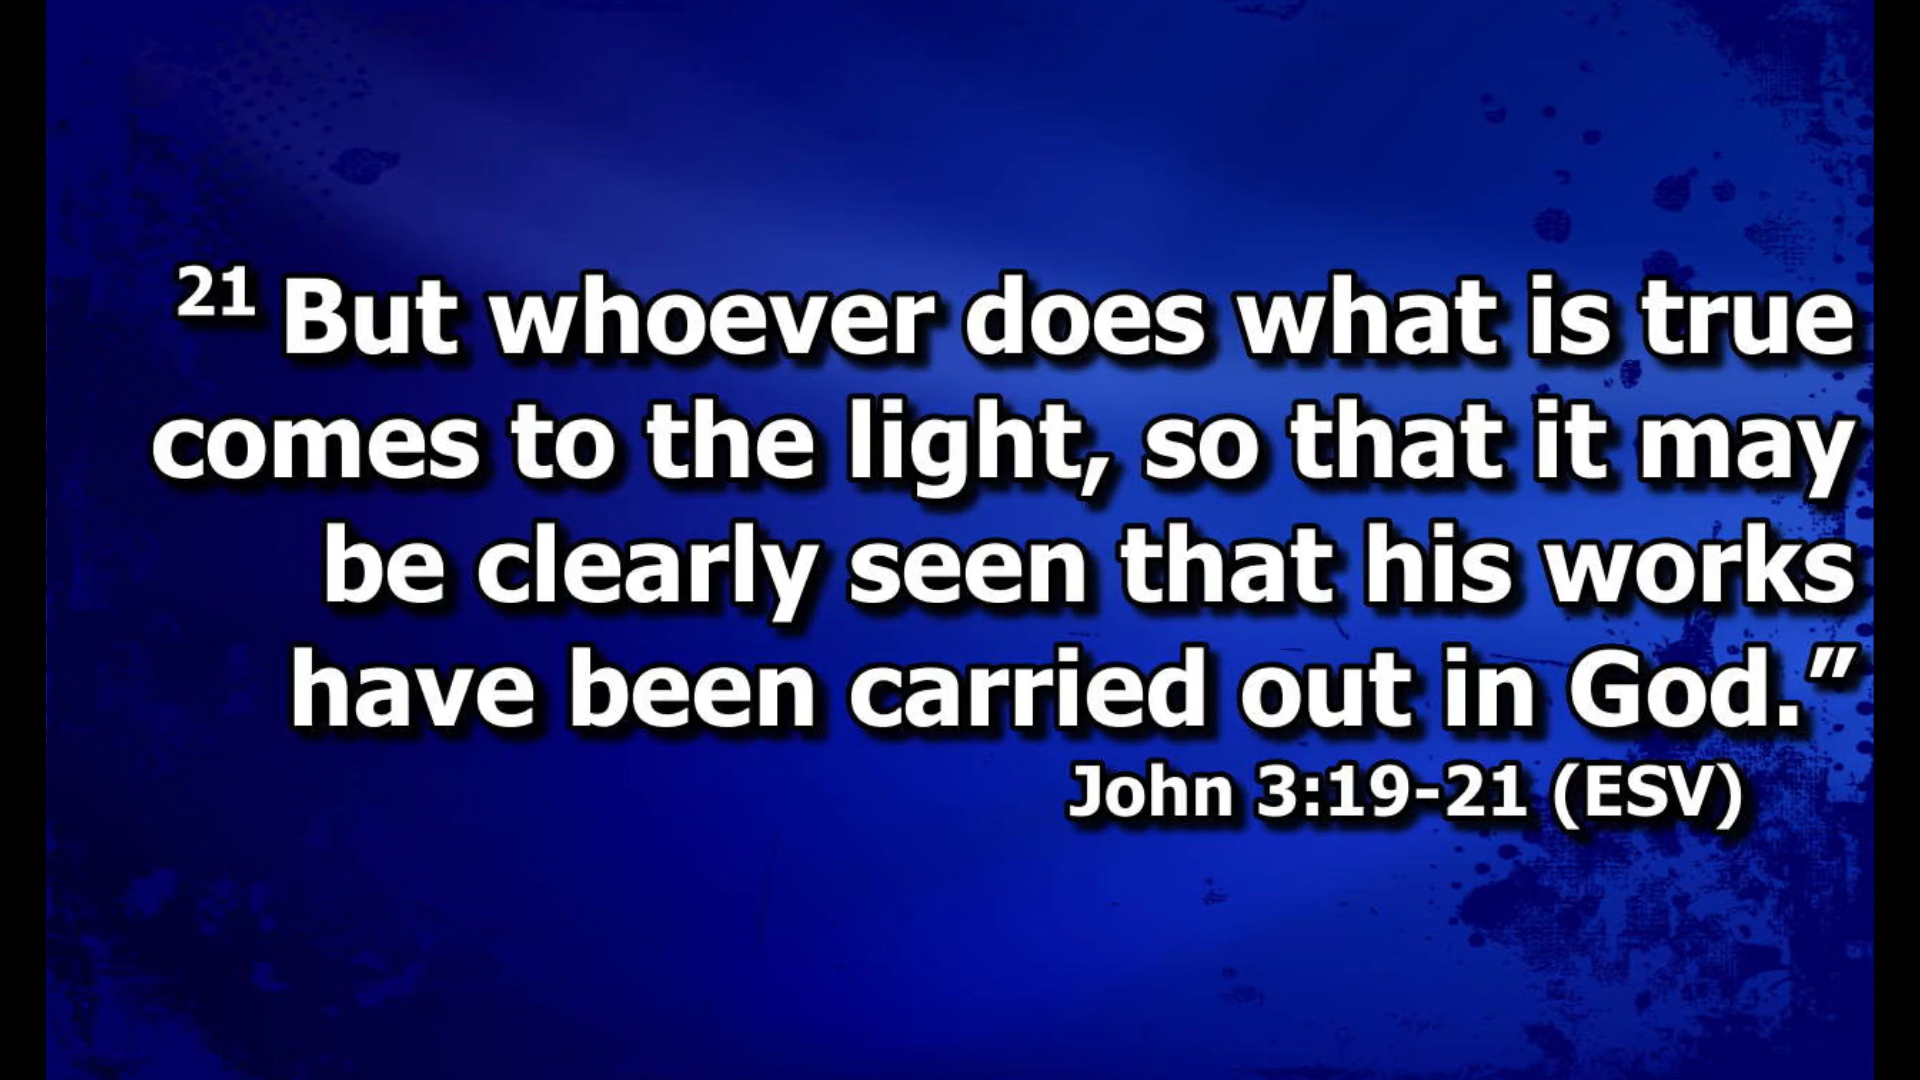 21 But whoever does what is true
comes to the light, so that it may
be clearly seen that his works
have been carried out in God.”
John 3:19-21 (ESV)